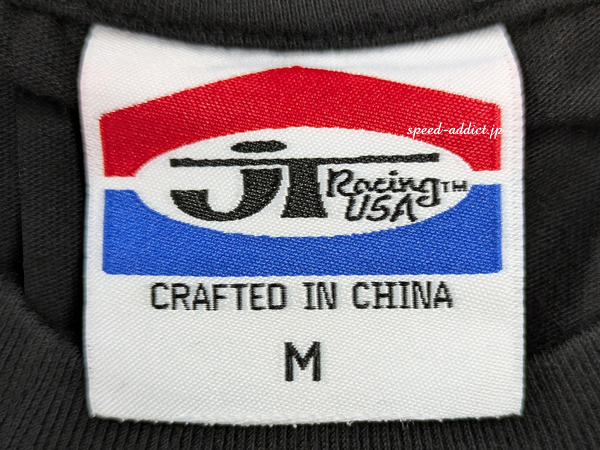 speed-addict.jp
JT Racing™
USA
CRAFTED IN CHINA
M